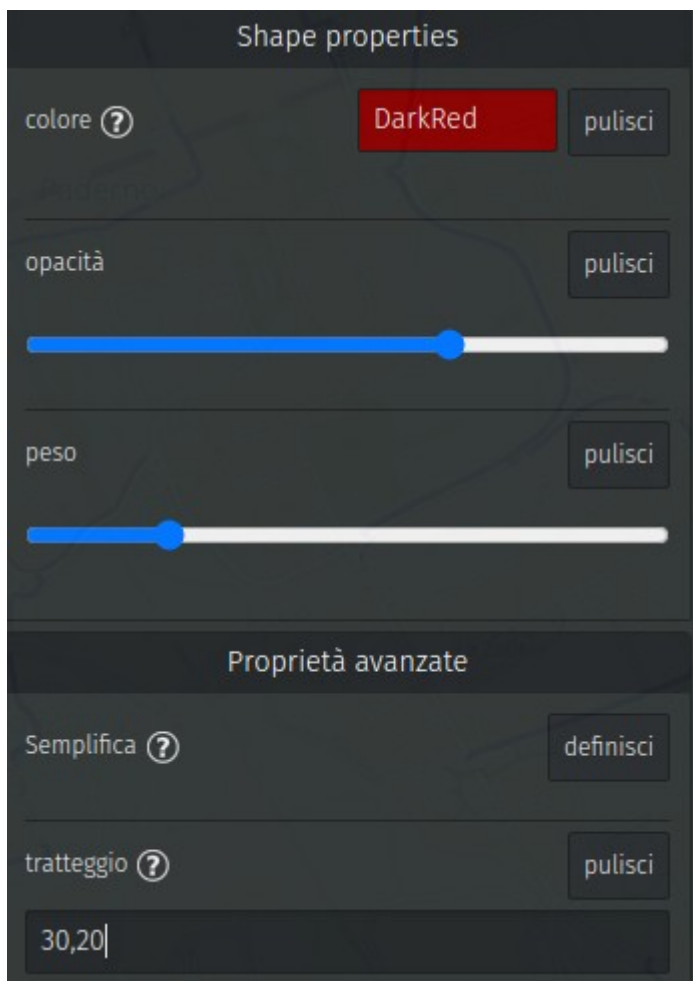 Shape properties
colore ? DarkRed pulisci
opacità pulisci
peso pulisci
Proprietà avanzate
Semplifica ? definisci
tratteggio ? pulisci
30,20